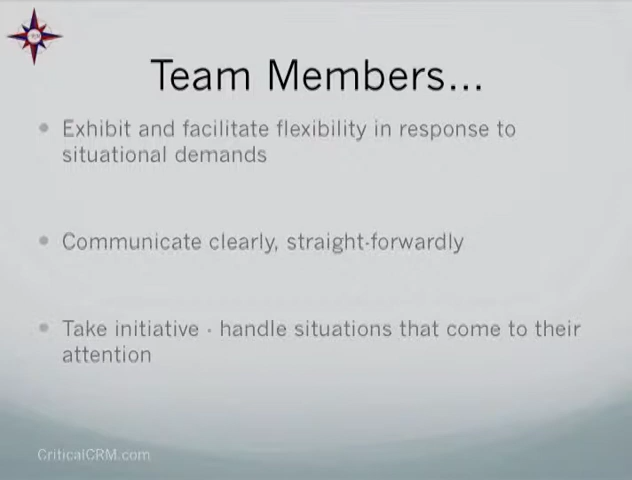 Team Members...
• Exhibit and facilitate flexibility in response to
situational demands
• Communicate clearly, straight-forwardly
• Take initiative - handle situations that come to their
attention
CriticalCRM.com